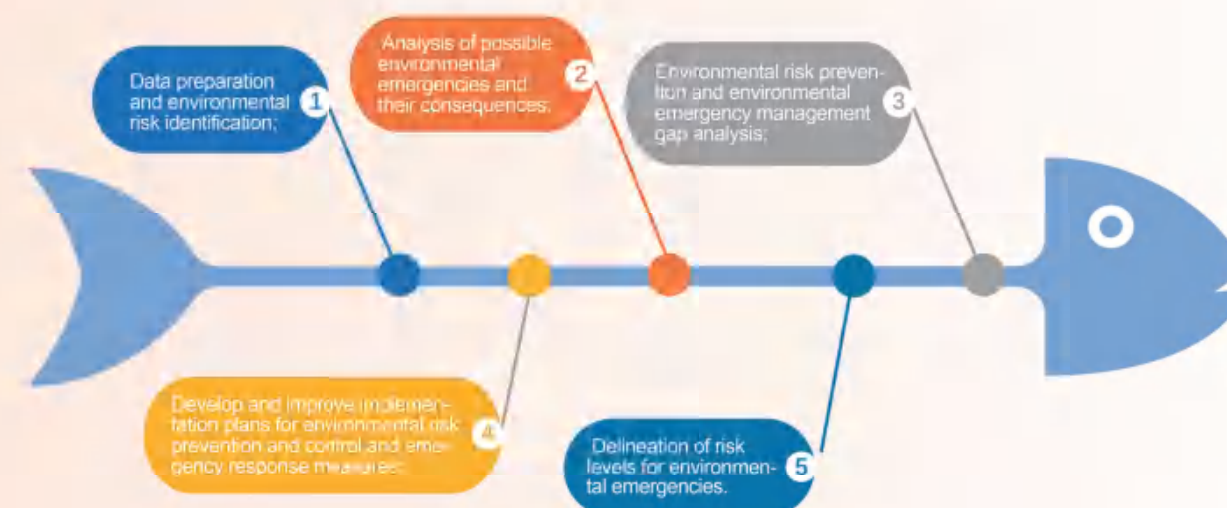 Data preparation
and environmental
risk identification;
1
Analysis of possible
environmental
emergencies and
their consequences;
2
Environmental risk preven-
tion and environmental
emergency management
gap analysis;
3
Develop and improve implemen-
tation plans for environmental risk
prevention and control and emer-
gency response measures;
4
Delineation of risk
levels for environmen-
tal emergencies.
5